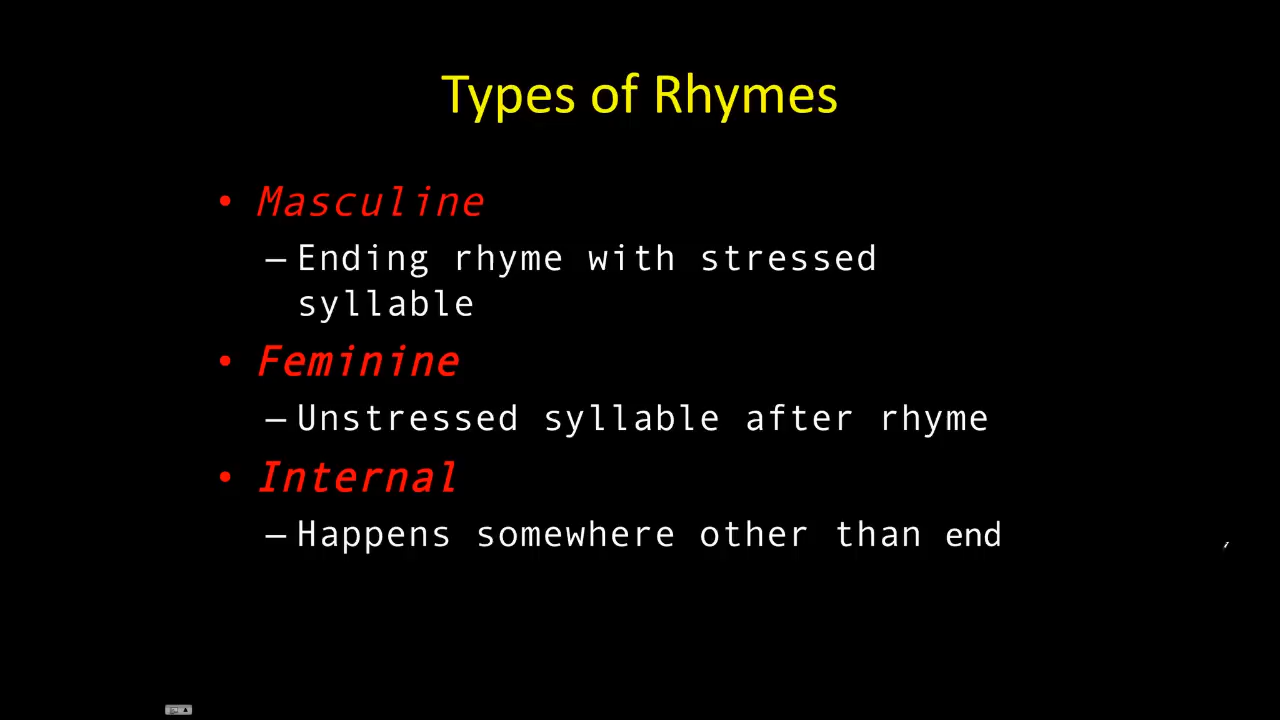 Types of Rhymes
• Masculine
– Ending rhyme with stressed
syllable
• Feminine
– Unstressed syllable after rhyme
• Internal
– Happens somewhere other than end